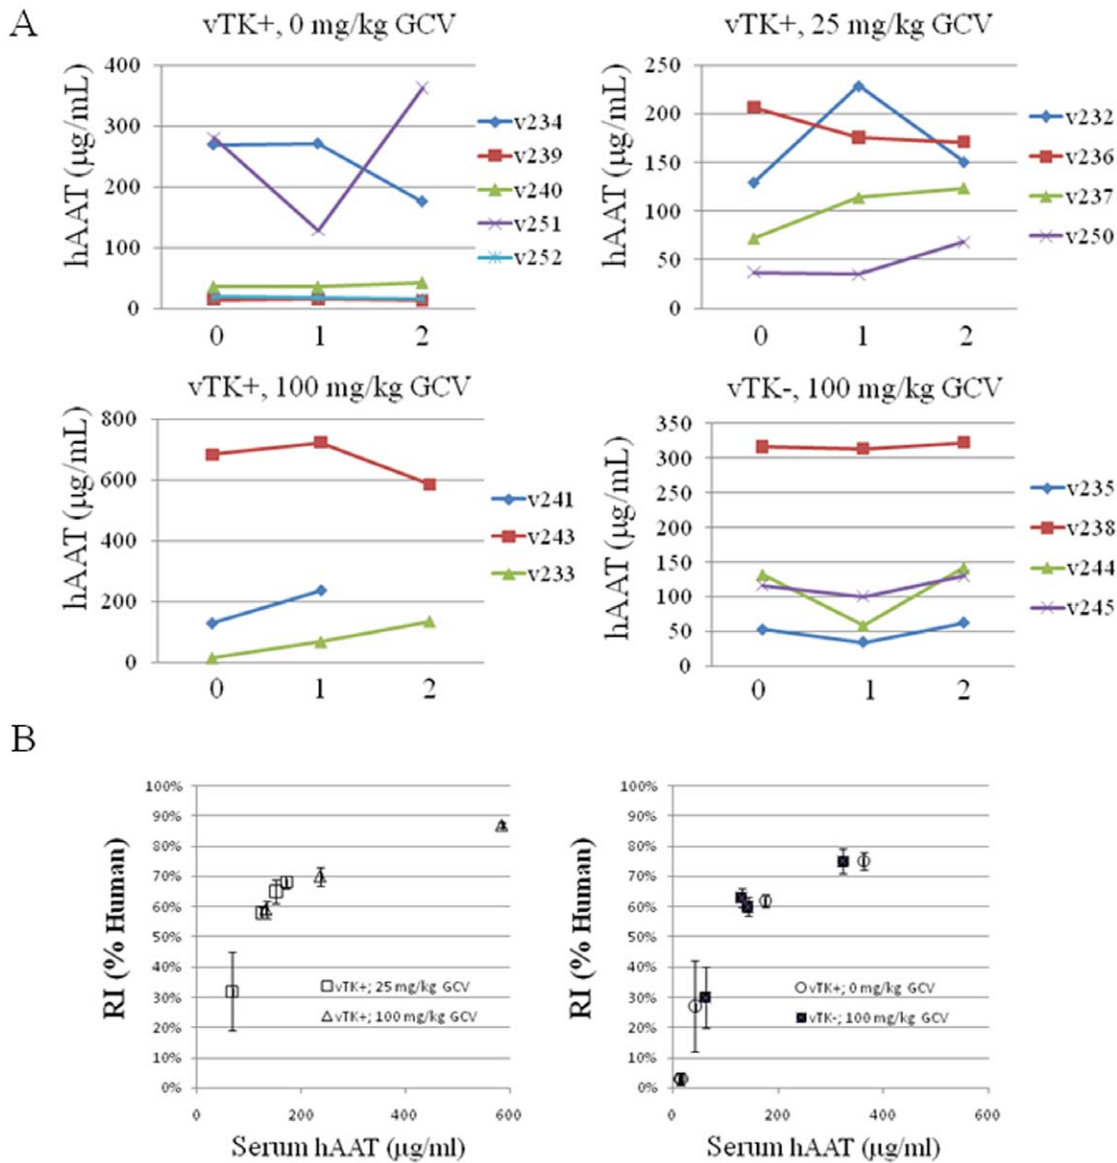 A
vTK+, 0 mg/kg GCV
hAAT (µg/mL)
400
300
200
100
0
0 1 2
v234
v239
v240
v251
v252
vTK+, 25 mg/kg GCV
hAAT (µg/mL)
250
200
150
100
50
0
0 1 2
v232
v236
v237
v250
vTK+, 100 mg/kg GCV
hAAT (µg/mL)
800
600
400
200
0
0 1 2
v241
v243
v233
vTK-, 100 mg/kg GCV
hAAT (µg/mL)
350
300
250
200
150
100
50
0
0 1 2
v235
v238
v244
v245
B
RI (% Human)
100%
90%
80%
70%
60%
50%
40%
30%
20%
10%
0%
vTK+; 25 mg/kg GCV
vTK+; 100 mg/kg GCV
0 200 400 600
Serum hAAT (µg/ml)
RI (% Human)
100%
90%
80%
70%
60%
50%
40%
30%
20%
10%
0%
vTK+; 0 mg/kg GCV
vTK-; 100 mg/kg GCV
0 200 400 600
Serum hAAT (µg/ml)